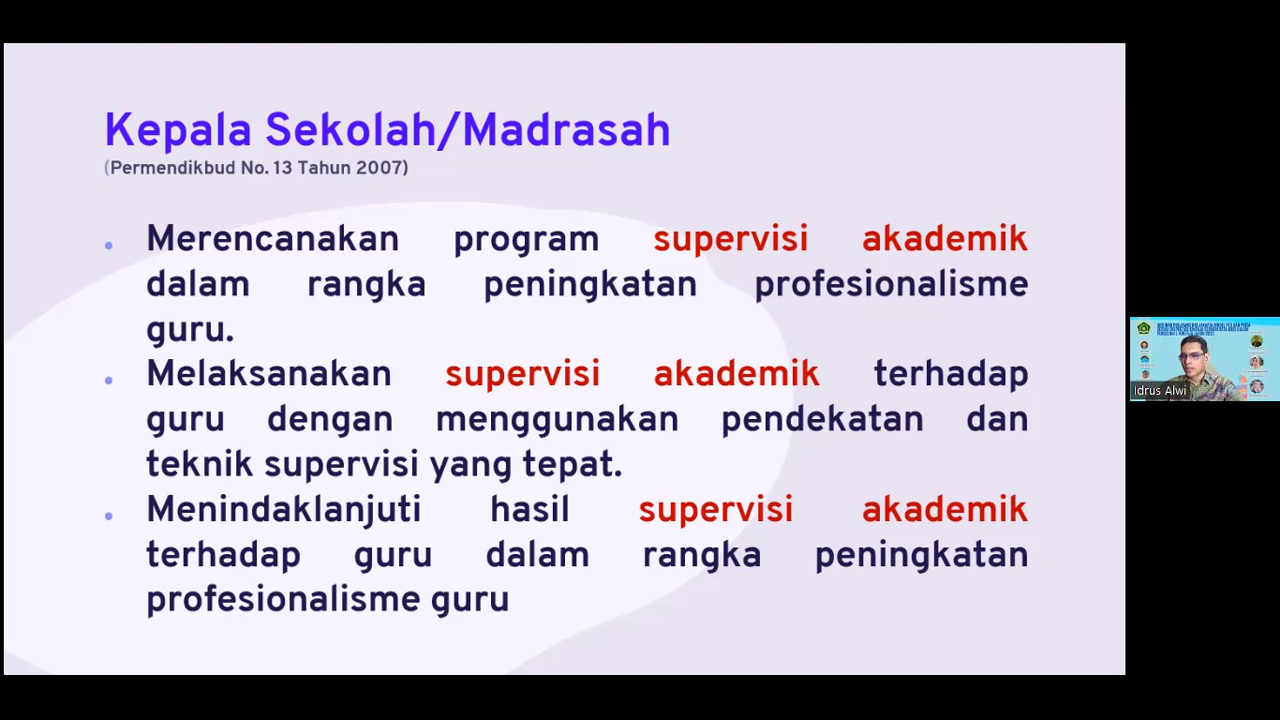 Kepala Sekolah/Madrasah
(Permendikbud No. 13 Tahun 2007)
Merencanakan program supervisi akademik
dalam rangka peningkatan profesionalisme
guru.
Melaksanakan supervisi akademik terhadap
guru dengan menggunakan pendekatan dan
teknik supervisi yang tepat.
Menindaklanjuti hasil supervisi akademik
terhadap guru dalam rangka peningkatan
profesionalisme guru
Idrus Alwi